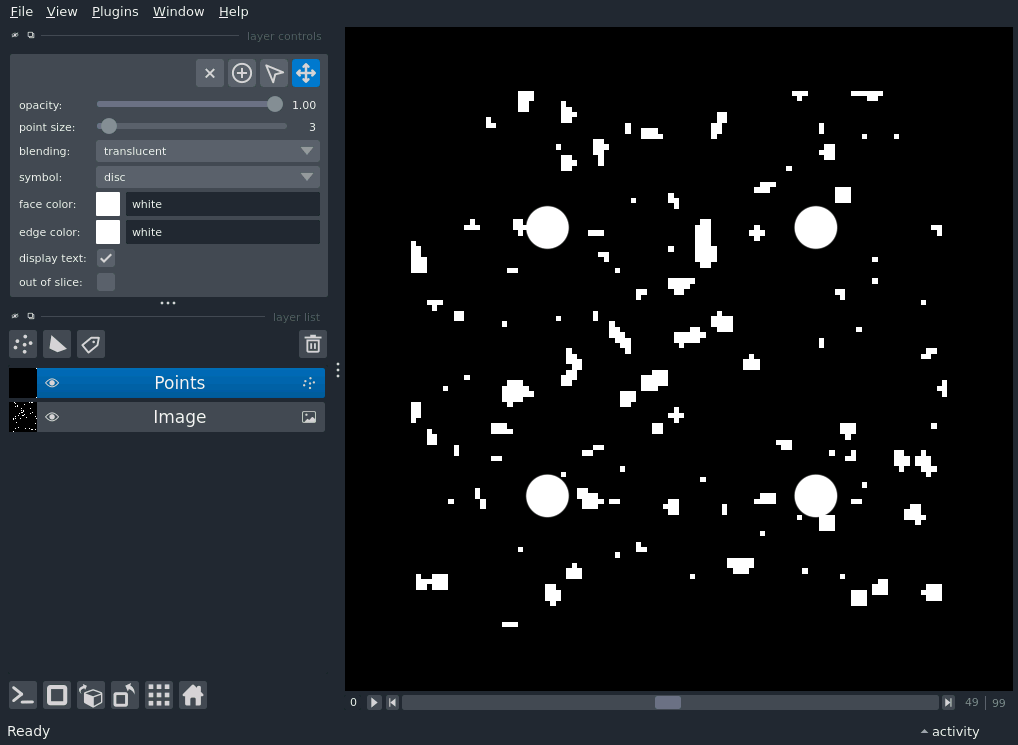 File View Plugins Window Help
layer controls
opacity: 1.00
point size: 3
blending: translucent
symbol: disc
face color: white
edge color: white
display text:
out of slice:
layer list
Points
Image
0 49 99
Ready activity